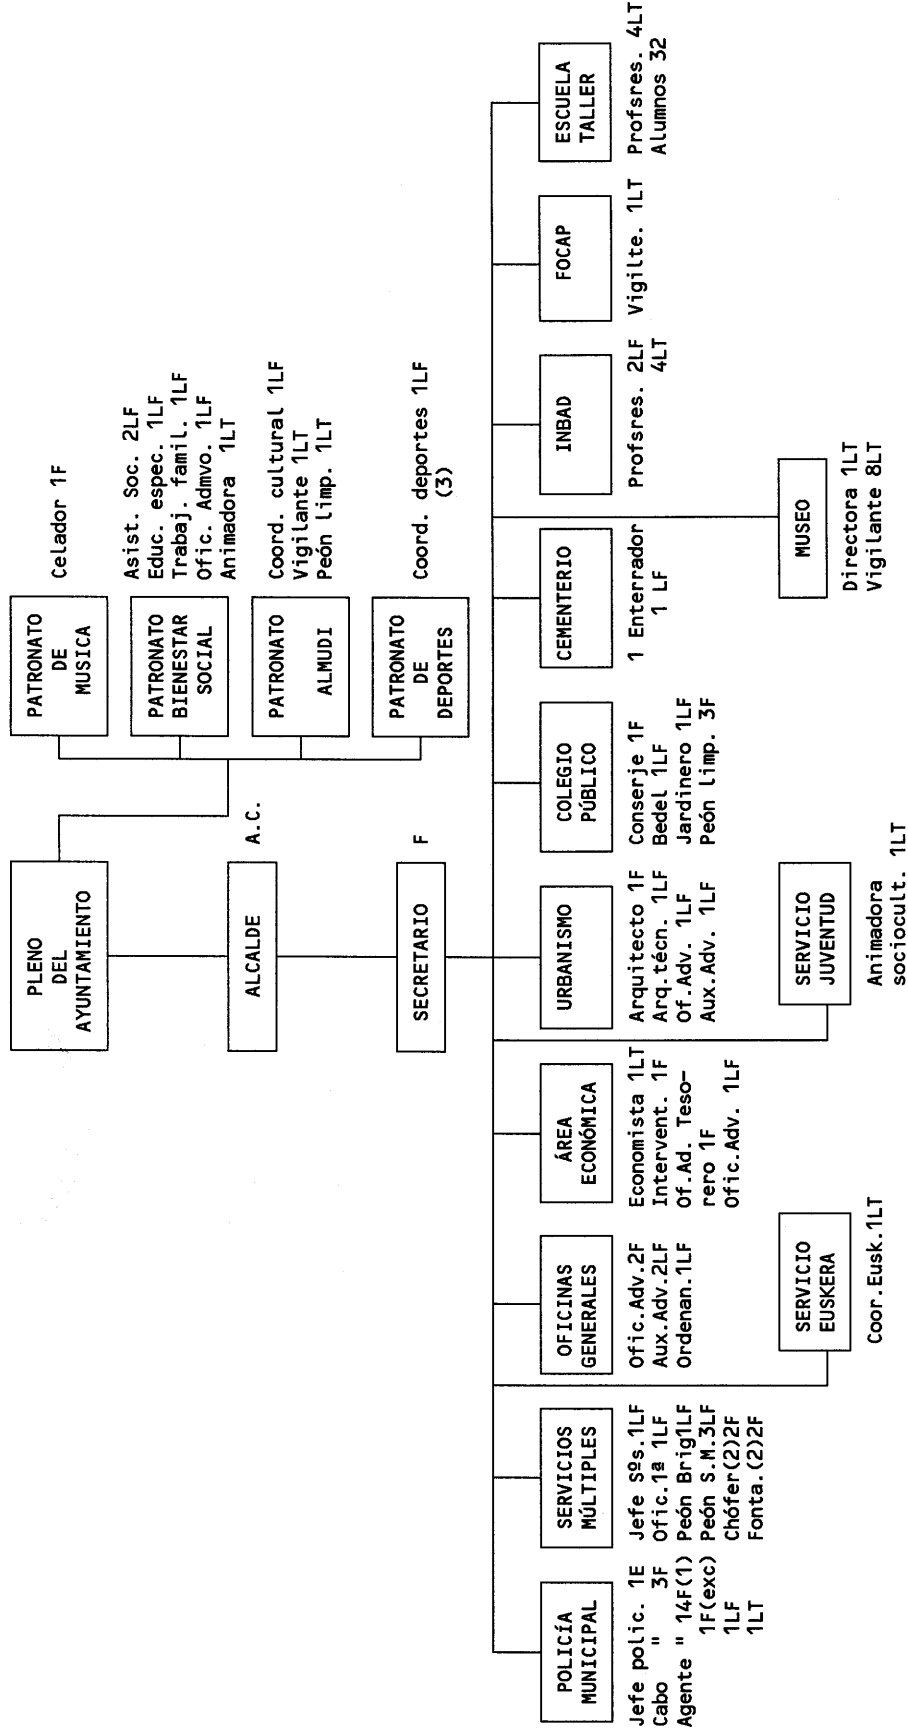 PLENO
DEL
AYUNTAMIENTO
ALCALDE
A.C.
SECRETARIO
F
PATRONATO
DE
MUSICA
Celador 1F
PATRONATO
BIENESTAR
SOCIAL
Asist. Soc. 2LF
Educ. espec. 1LF
Trabaj. famil. 1LF
Ofic. Admvo. 1LF
Animadora 1LT
PATRONATO
ALMUDI
Coord. cultural 1LF
Vigilante 1LT
Peón limp. 1LT
PATRONATO
DE
DEPORTES
Coord. deportes 1LF
(3)
POLICÍA
MUNICIPAL
Jefe polic. 1E
Cabo " 3F
Agente " 14F(1)
1F(exc)
1LF
1LT
SERVICIOS
MÚLTIPLES
Jefe Sºs.1LF
Ofic.1ª 1LF
Peón Brig1LF
Peón S.M.3LF
Chófer(2)2F
Fonta.(2)2F
OFICINAS
GENERALES
Ofic.Adv.2F
Aux.Adv.2LF
Ordenan.1LF
ÁREA
ECONÓMICA
Economista 1LT
Intervent. 1F
Of.Ad. Teso-
rero 1F
Ofic.Adv. 1LF
URBANISMO
Arquitecto 1F
Arq.técn. 1LF
Of.Adv. 1LF
Aux.Adv. 1LF
COLEGIO
PÚBLICO
Conserje 1F
Bedel 1LF
Jardinero 1LF
Peón limp. 3F
CEMENTERIO
1 Enterrador
1 LF
INBAD
Profsres. 2LF
4LT
FOCAP
Vigilte. 1LT
ESCUELA
TALLER
Profsres. 4LT
Alumnos 32
SERVICIO
EUSKERA
Coor.Eusk.1LT
SERVICIO
JUVENTUD
Animadora
sociocult. 1LT
MUSEO
Directora 1LT
Vigilante 8LT